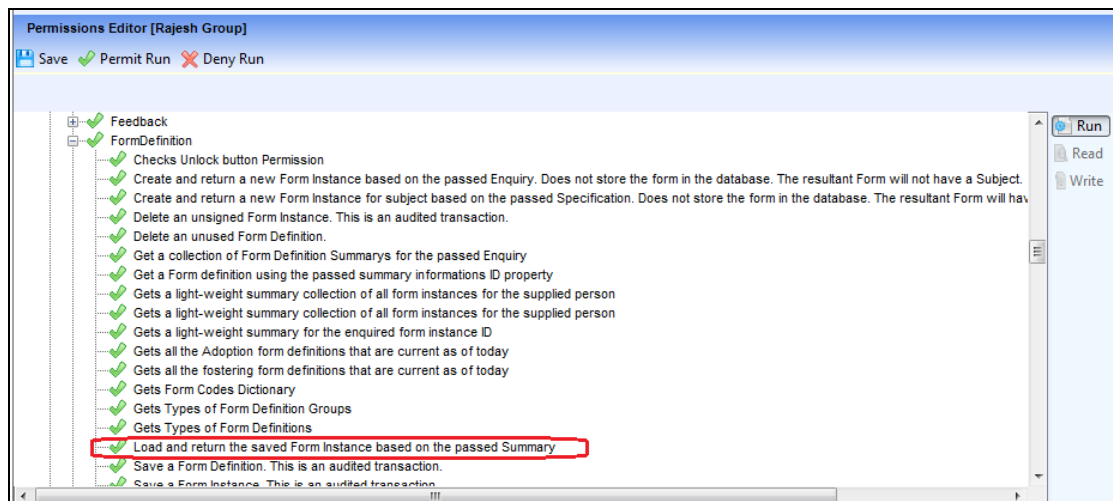 Permissions Editor [Rajesh Group]
Save Permit Run Deny Run
Feedback
FormDefinition
Checks Unlock button Permission
Create and return a new Form Instance based on the passed Enquiry. Does not store the form in the database. The resultant Form will not have a Subject.
Create and return a new Form Instance for subject based on the passed Specification. Does not store the form in the database. The resultant Form will hav
Delete an unsigned Form Instance. This is an audited transaction.
Delete an unused Form Definition.
Get a collection of Form Definition Summarys for the passed Enquiry
Get a Form definition using the passed summary informations ID property
Gets a light-weight summary collection of all form instances for the supplied person
Gets a light-weight summary collection of all form instances for the supplied person
Gets a light-weight summary for the enquired form instance ID
Gets all the Adoption form definitions that are current as of today
Gets all the fostering form definitions that are current as of today
Gets Form Codes Dictionary
Gets Types of Form Definition Groups
Gets Types of Form Definitions
Load and return the saved Form Instance based on the passed Summary
Save a Form Definition. This is an audited transaction.
Save a Form Instance. This is an audited transaction
Run
Read
Write